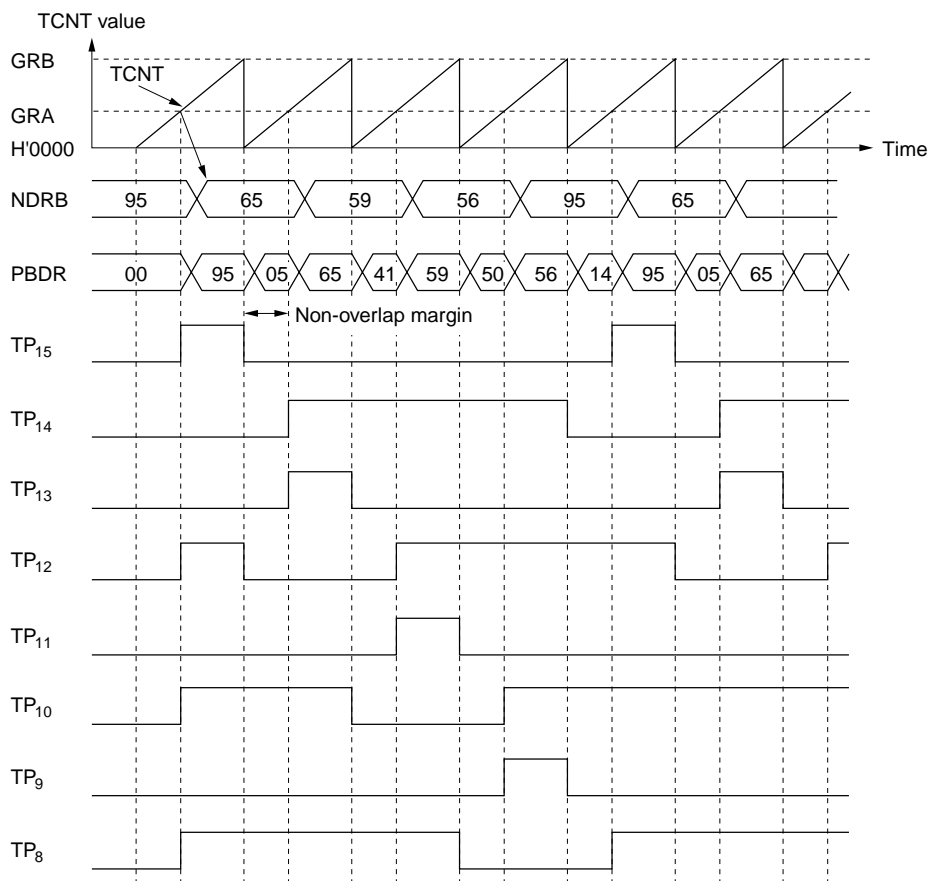 TCNT value
GRB
TCNT
GRA
H'0000
Time
NDRB 95 65 59 56 95 65
PBDR 00 95 05 65 41 59 50 56 14 95 05 65
Non-overlap margin
TP15
TP14
TP13
TP12
TP11
TP10
TP9
TP8